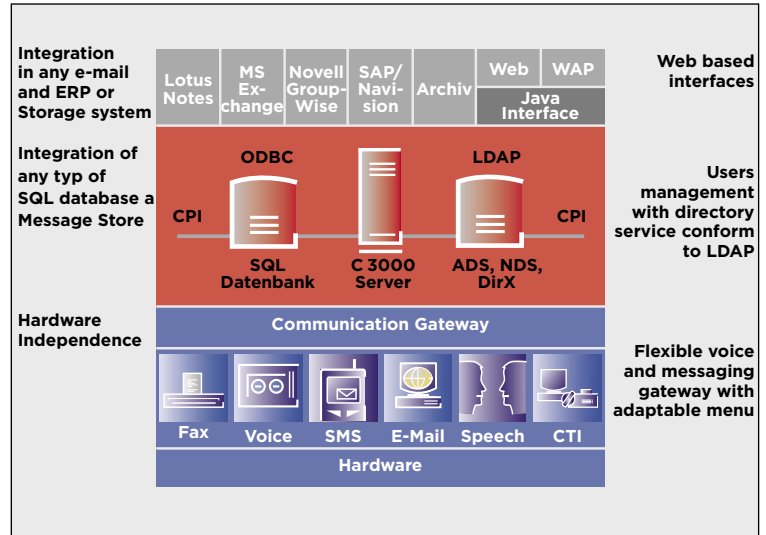 Integration
in any e-mail
and ERP or
Storage system
Lotus
Notes
MS
Ex-
change
Novell
Group-
Wise
SAP/
Navi-
sion
Archiv
Web
WAP
Java
Interface
Web based
interfaces
Integration of
any typ of
SQL database a
Message Store
ODBC
LDAP
CPI
CPI
SQL
Datenbank
C 3000
Server
ADS, NDS,
DirX
Users
management
with directory
service conform
to LDAP
Hardware
Independence
Communication Gateway
Fax
Voice
SMS
E-Mail
Speech
CTI
Hardware
Flexible voice
and messaging
gateway with
adaptable menu